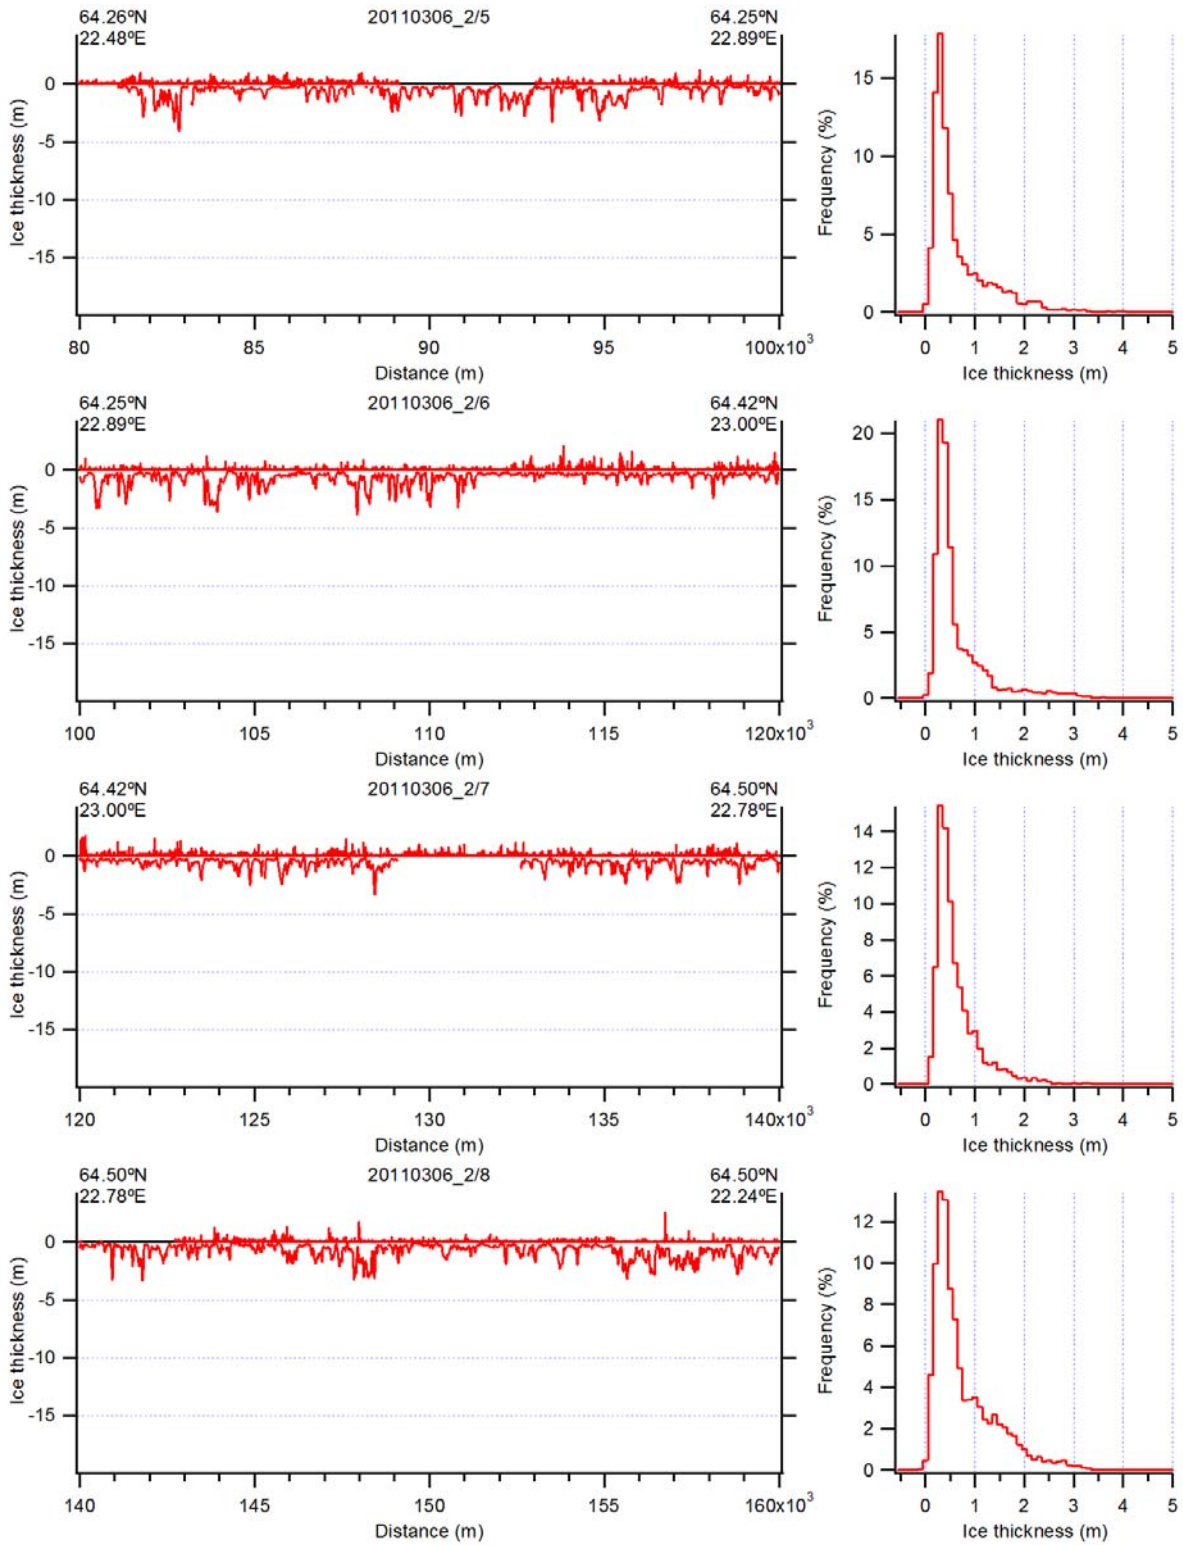 64.26ºN 20110306_2/5 64.25ºN
22.48ºE 22.89ºE
Ice thickness (m)
0
-5
-10
-15
80 85 90 95 100x10³
Distance (m)
Frequency (%)
15
10
5
0
0 1 2 3 4 5
Ice thickness (m)
64.25ºN 20110306_2/6 64.42ºN
22.89ºE 23.00ºE
Ice thickness (m)
0
-5
-10
-15
100 105 110 115 120x10³
Distance (m)
Frequency (%)
20
15
10
5
0
0 1 2 3 4 5
Ice thickness (m)
64.42ºN 20110306_2/7 64.50ºN
23.00ºE 22.78ºE
Ice thickness (m)
0
-5
-10
-15
120 125 130 135 140x10³
Distance (m)
Frequency (%)
14
12
10
8
6
4
2
0
0 1 2 3 4 5
Ice thickness (m)
64.50ºN 20110306_2/8 64.50ºN
22.78ºE 22.24ºE
Ice thickness (m)
0
-5
-10
-15
140 145 150 155 160x10³
Distance (m)
Frequency (%)
12
10
8
6
4
2
0
0 1 2 3 4 5
Ice thickness (m)